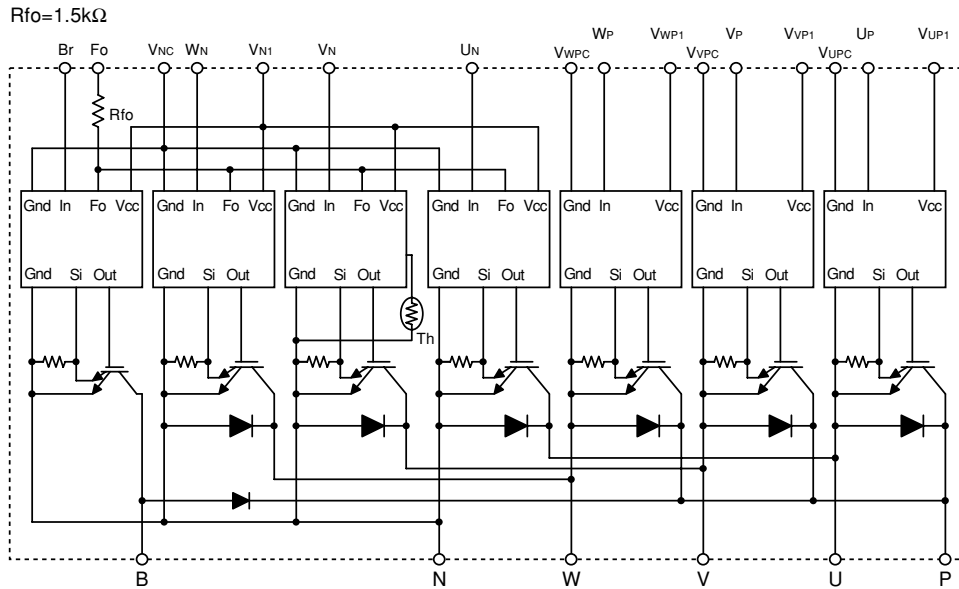 Rfo=1.5kΩ
Br Fo VNC WN VN1 VN UN VWPC WP VWP1 VVPC VP VVP1 VUPC UP VUP1
Rfo
Gnd In Fo Vcc Gnd In Fo Vcc Gnd In Fo Vcc Gnd In Fo Vcc Gnd In Vcc Gnd In Vcc Gnd In Vcc
Gnd Si Out Gnd Si Out Gnd Si Out Gnd Si Out Gnd Si Out Gnd Si Out Gnd Si Out
Th
B N W V U P